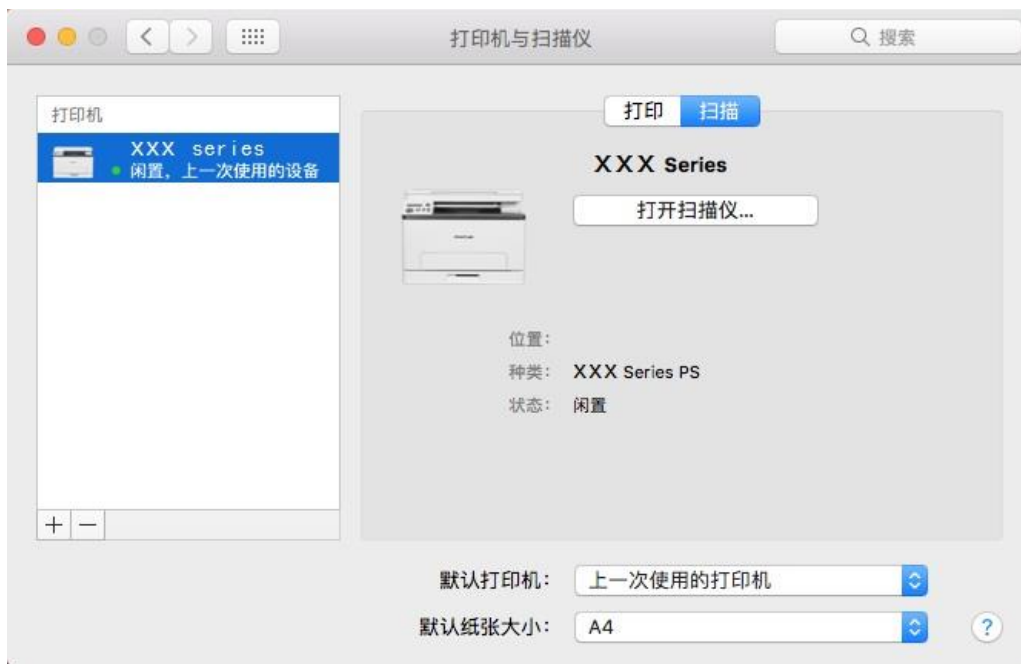 打印机与扫描仪
搜索
打印机
XXX series
闲置，上一次使用的设备
打印 扫描
XXX Series
打开扫描仪...
位置：
种类： XXX Series PS
状态： 闲置
+ −
默认打印机： 上一次使用的打印机
默认纸张大小： A4
?